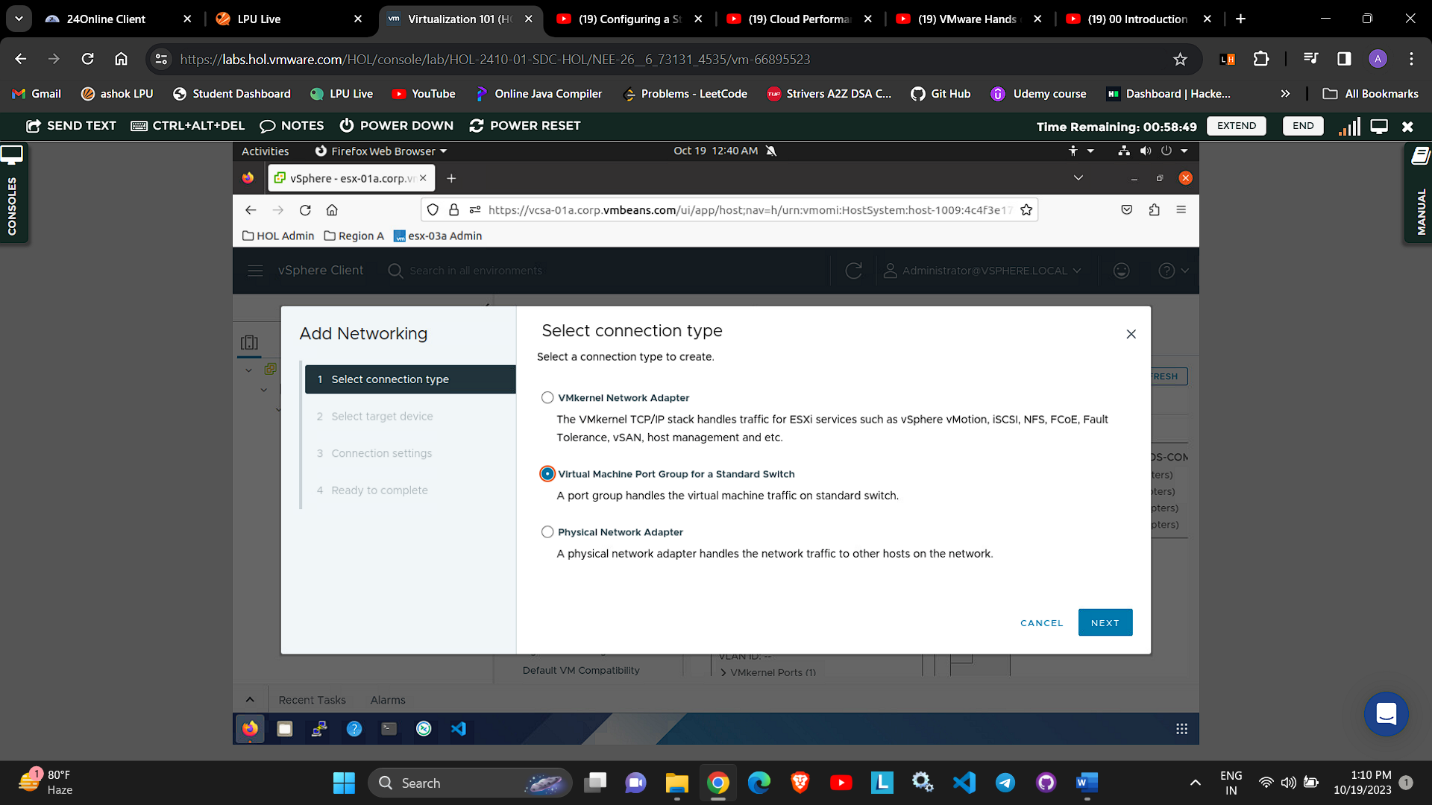 24Online Client
LPU Live
Virtualization 101 (HO
(19) Configuring a St
(19) Cloud Performa
(19) VMware Hands
(19) 00 Introduction
https://labs.hol.vmware.com/HOL/console/lab/HOL-2410-01-SDC-HOL/NEE-26__6_73131_4535/vm-66895523
A
Gmail
ashok LPU
Student Dashboard
LPU Live
YouTube
Online Java Compiler
Problems - LeetCode
Strivers A2Z DSA C...
Git Hub
Udemy course
Dashboard | Hacke...
All Bookmarks
SEND TEXT
CTRL+ALT+DEL
NOTES
POWER DOWN
POWER RESET
Time Remaining: 00:58:49
EXTEND
END
CONSOLES
MANUAL
Activities
Firefox Web Browser
Oct 19 12:40 AM
vSphere - esx-01a.corp.v
https://vcsa-01a.corp.vmbeans.com/ui/app/host;nav=h/urn:vmomi:HostSystem:host-1009:4c4f3e17
HOL Admin
Region A
esx-03a Admin
vSphere Client
Search in all environments
Administrator@VSPHERE.LOCAL
Add Networking
1 Select connection type
2 Select target device
3 Connection settings
4 Ready to complete
Select connection type
Select a connection type to create.
VMkernel Network Adapter
The VMkernel TCP/IP stack handles traffic for ESXi services such as vSphere vMotion, iSCSI, NFS, FCoE, Fault
Tolerance, vSAN, host management and etc.
Virtual Machine Port Group for a Standard Switch
A port group handles the virtual machine traffic on standard switch.
Physical Network Adapter
A physical network adapter handles the network traffic to other hosts on the network.
CANCEL
NEXT
RESH
DS-COM
ters)
ters)
pters)
pters)
Default VM Compatibility
VLAN ID: --
VMkernel Ports (1)
Recent Tasks
Alarms
1
80°F
Haze
Search
ENG
IN
1:10 PM
10/19/2023
1